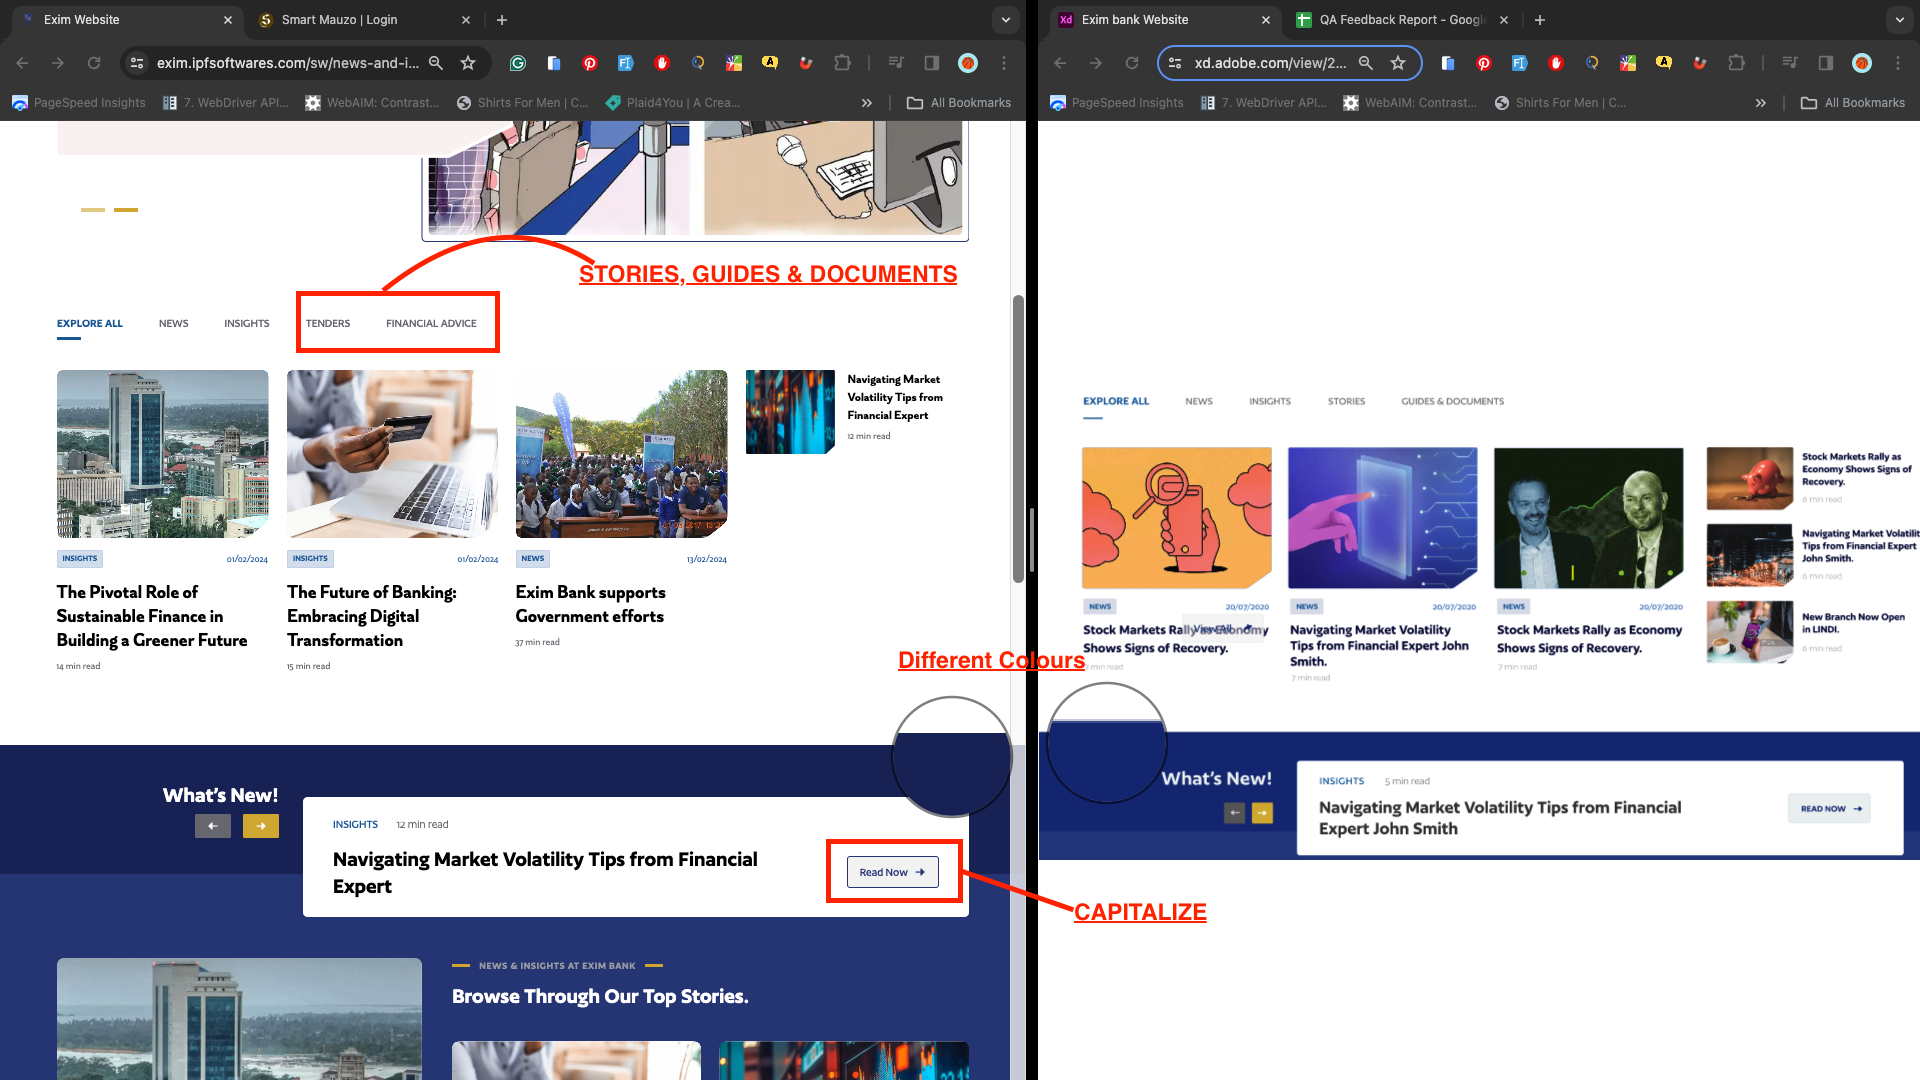 Exim Website
Smart Mauzo | Login
exim.ipfsoftwares.com/sw/news-and-i...
PageSpeed Insights
7. WebDriver API...
WebAIM: Contrast...
Shirts For Men | C...
Plaid4You | A Crea...
All Bookmarks
STORIES, GUIDES & DOCUMENTS
EXPLORE ALL
NEWS
INSIGHTS
TENDERS
FINANCIAL ADVICE
INSIGHTS
01/02/2024
The Pivotal Role of
Sustainable Finance in
Building a Greener Future
14 min read
INSIGHTS
01/02/2024
The Future of Banking:
Embracing Digital
Transformation
15 min read
NEWS
13/02/2024
Exim Bank supports
Government efforts
37 min read
Navigating Market
Volatility Tips from
Financial Expert
12 min read
Different Colours
What's New!
INSIGHTS
12 min read
Navigating Market Volatility Tips from Financial
Expert
Read Now
CAPITALIZE
NEWS & INSIGHTS AT EXIM BANK
Browse Through Our Top Stories.
Xd
Exim bank Website
QA Feedback Report - Google
xd.adobe.com/view/2...
PageSpeed Insights
7. WebDriver API...
WebAIM: Contrast...
Shirts For Men | C...
All Bookmarks
EXPLORE ALL
NEWS
INSIGHTS
STORIES
GUIDES & DOCUMENTS
NEWS
20/07/2020
View All
Stock Markets Rally as Economy
Shows Signs of Recovery.
7 min read
NEWS
20/07/2020
Navigating Market Volatility
Tips from Financial Expert John
Smith.
7 min read
NEWS
20/07/2020
Stock Markets Rally as Economy
Shows Signs of Recovery.
7 min read
Stock Markets Rally as
Economy Shows Signs of
Recovery.
6 min read
Navigating Market Volatilit
Tips from Financial Expert
John Smith.
6 min read
New Branch Now Open
in LINDI.
6 min read
What's New!
INSIGHTS
5 min read
Navigating Market Volatility Tips from Financial
Expert John Smith
READ NOW